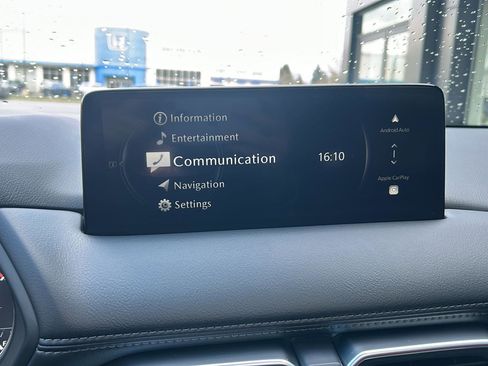 Information
Entertainment
Communication
16:10
Navigation
Settings
Android Auto
Apple CarPlay